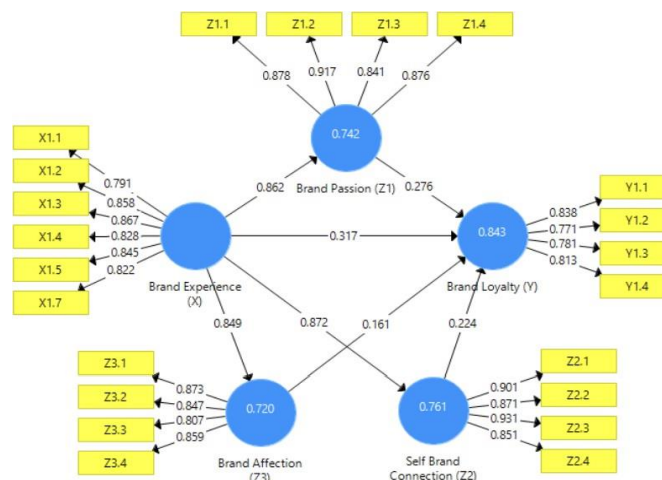 Z1.1
Z1.2
Z1.3
Z1.4
0.878
0.917
0.841
0.876
0.742
Brand Passion (Z1)
X1.1
X1.2
X1.3
X1.4
X1.5
X1.7
0.791
0.858
0.867
0.828
0.845
0.822
Brand Experience
(X)
0.862
0.276
0.317
0.849
0.872
0.161
0.224
0.843
Brand Loyalty (Y)
0.838
0.771
0.781
0.813
Y1.1
Y1.2
Y1.3
Y1.4
Z3.1
Z3.2
Z3.3
Z3.4
0.873
0.847
0.807
0.859
0.720
Brand Affection
(Z3)
0.761
Self Brand
Connection (Z2)
0.901
0.871
0.931
0.851
Z2.1
Z2.2
Z2.3
Z2.4